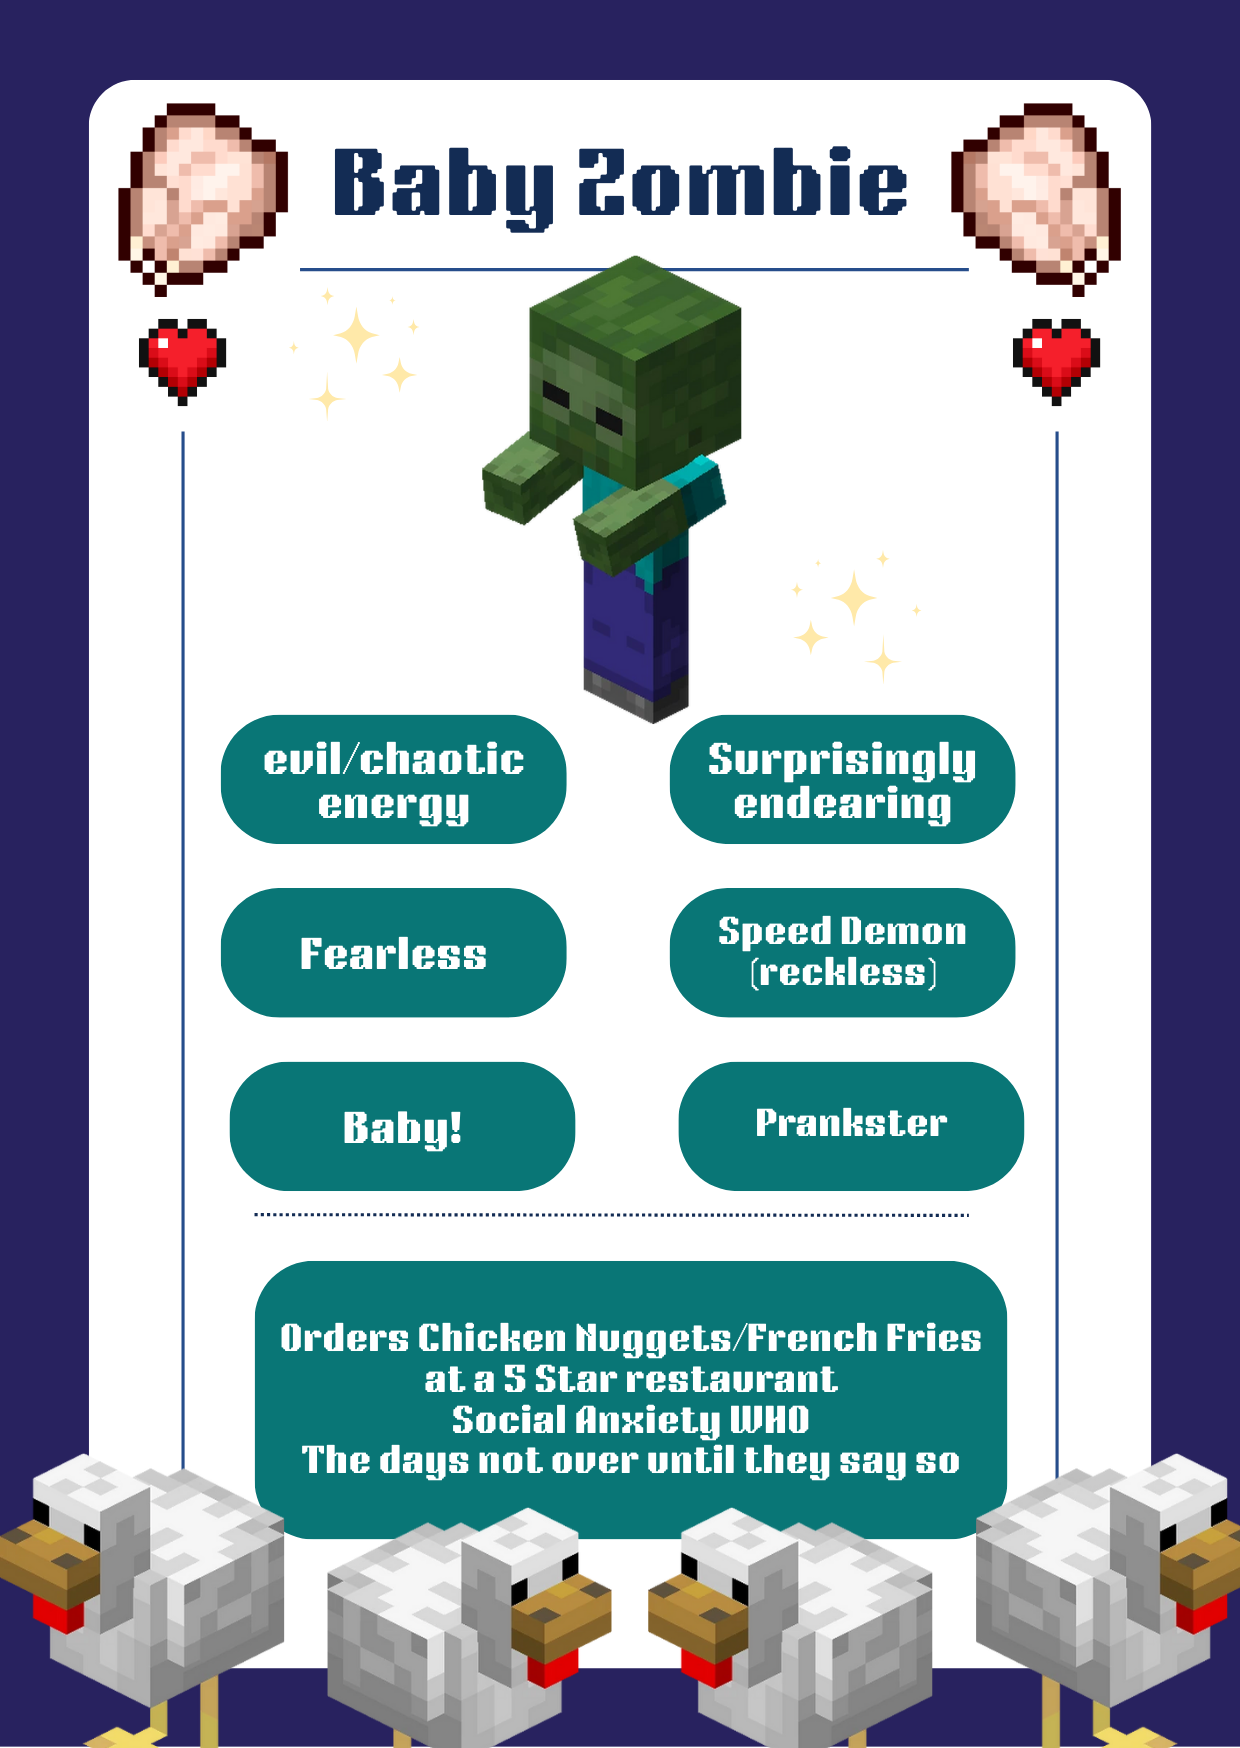 Baby Zombie
evil/chaotic
energy
Surprisingly
endearing
Fearless
Speed Demon
(reckless)
Baby!
Prankster
Orders Chicken Nuggets/French Fries
at a 5 Star restaurant
Social Anxiety WHO
The days not over until they say so